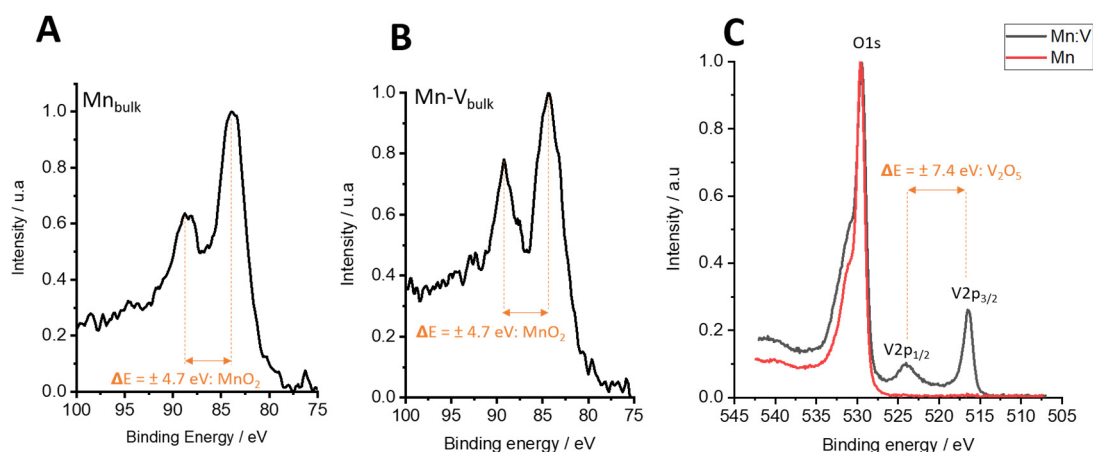 A
Mn_bulk
1.0
0.8
0.6
0.4
0.2
0.0
Intensity / u.a
ΔE = ± 4.7 eV: MnO₂
100 95 90 85 80 75
Binding Energy / eV
B
Mn-V_bulk
1.0
0.8
0.6
0.4
0.2
0.0
Intensity / u.a
ΔE = ± 4.7 eV: MnO₂
100 95 90 85 80 75
Binding energy / eV
C
O1s
Mn:V
Mn
1.0
0.8
0.6
0.4
0.2
0.0
Intensity / a.u
ΔE = ± 7.4 eV: V₂O₅
V2p₃/₂
V2p₁/₂
545 540 535 530 525 520 515 510 505
Binding energy / eV